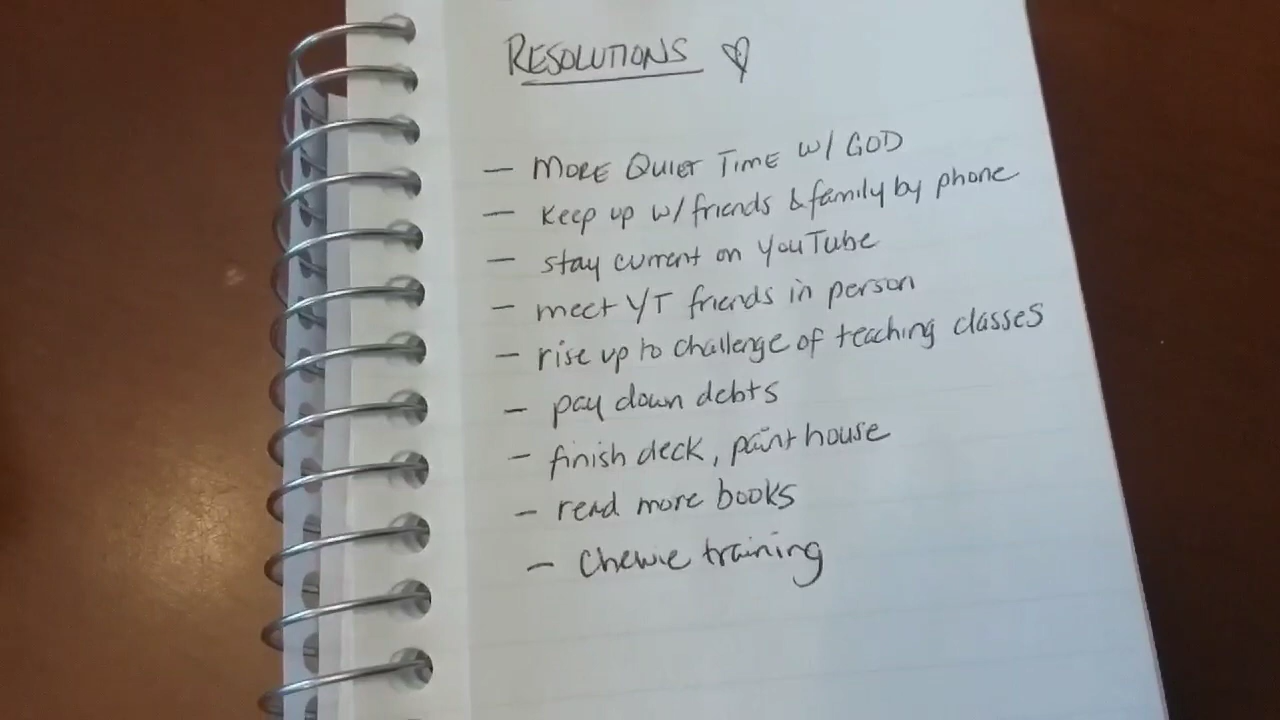 RESOLUTIONS ♡
- MORE QUIET TIME W/ GOD
- Keep up w/ friends & family by phone
- stay current on YouTube
- meet YT friends in person
- rise up to challenge of teaching classes
- pay down debts
- finish deck, paint house
- read more books
- Chewie training